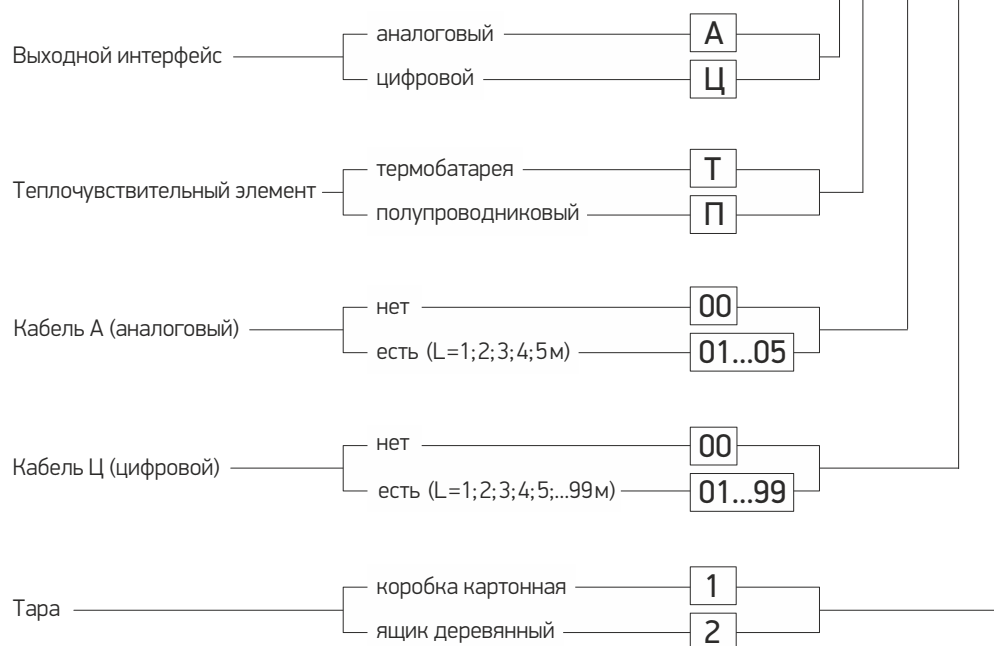 аналоговый А
Выходной интерфейс
цифровой Ц
термобатарея Т
Теплочувствительный элемент
полупроводниковый П
нет 00
Кабель А (аналоговый)
есть (L=1;2;3;4;5м) 01...05
нет 00
Кабель Ц (цифровой)
есть (L=1;2;3;4;5;...99м) 01...99
коробка картонная 1
Тара
ящик деревянный 2